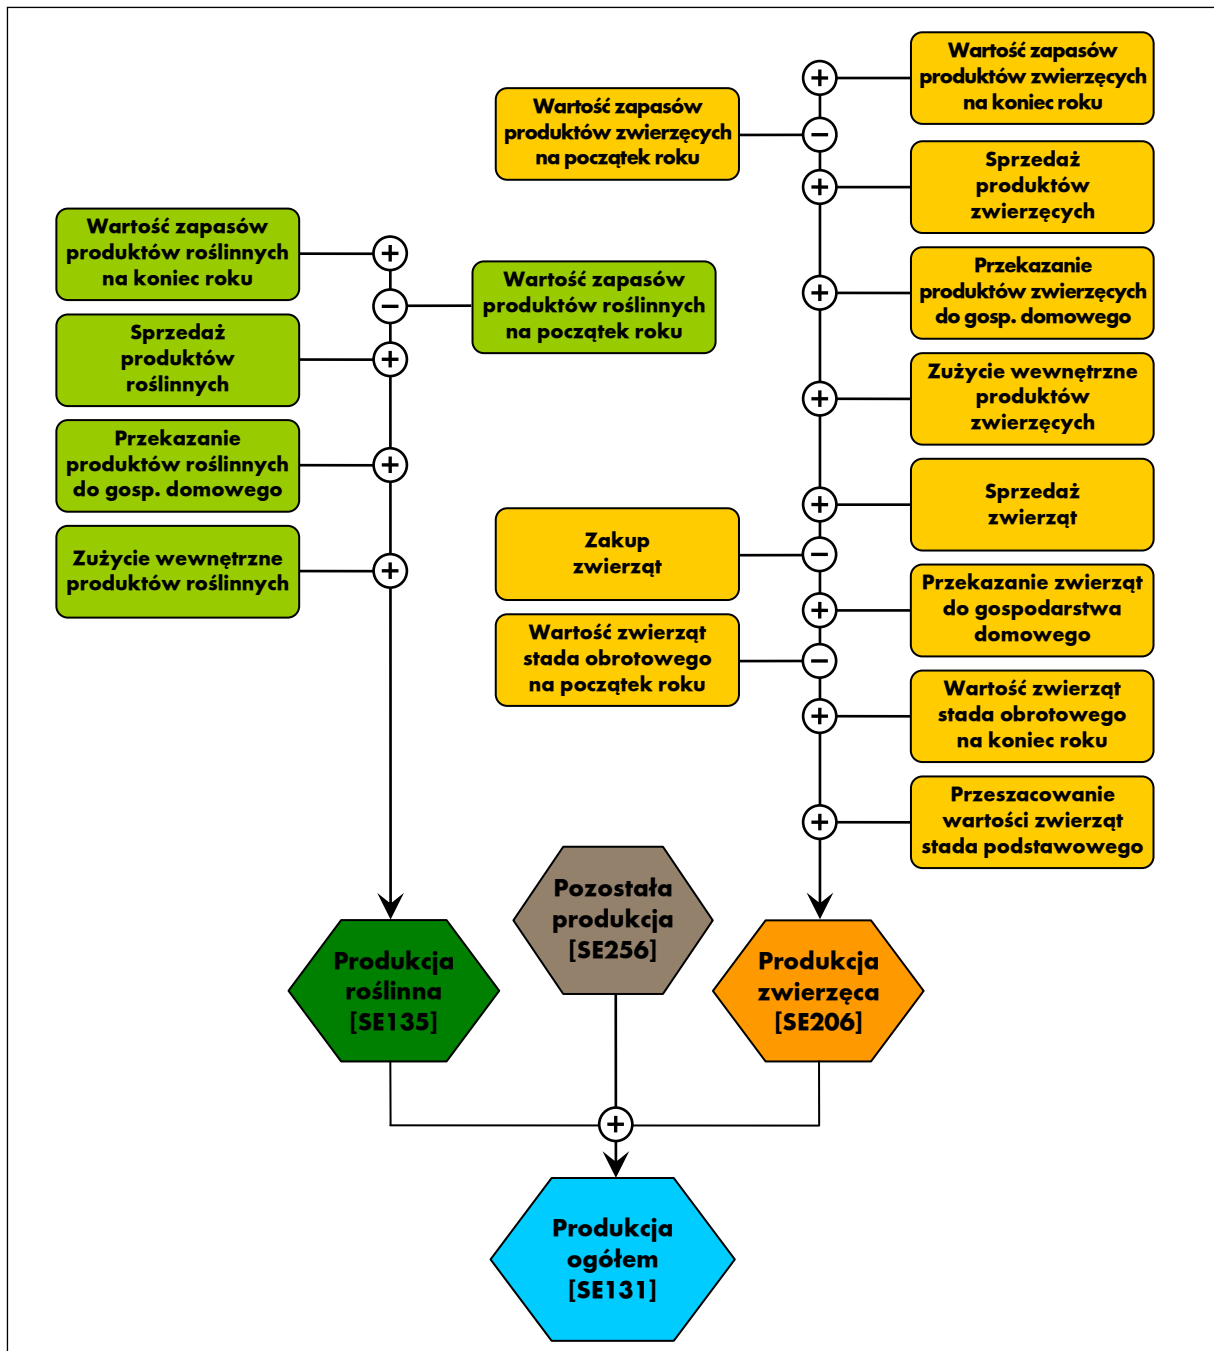 Wartość zapasów
produktów zwierzęcych
na koniec roku
+
Wartość zapasów
produktów zwierzęcych
na początek roku
−
Sprzedaż
produktów
zwierzęcych
+
Wartość zapasów
produktów roślinnych
na koniec roku
+
Wartość zapasów
produktów roślinnych
na początek roku
−
Przekazanie
produktów zwierzęcych
do gosp. domowego
+
Sprzedaż
produktów
roślinnych
+
Zużycie wewnętrzne
produktów
zwierzęcych
+
Przekazanie
produktów roślinnych
do gosp. domowego
+
Sprzedaż
zwierząt
+
Zużycie wewnętrzne
produktów roślinnych
+
Zakup
zwierząt
−
Przekazanie zwierząt
do gospodarstwa
domowego
+
Wartość zwierząt
stada obrotowego
na początek roku
−
Wartość zwierząt
stada obrotowego
na koniec roku
+
Przeszacowanie
wartości zwierząt
stada podstawowego
+
Pozostała
produkcja
[SE256]
Produkcja
roślinna
[SE135]
Produkcja
zwierzęca
[SE206]
+
Produkcja
ogółem
[SE131]